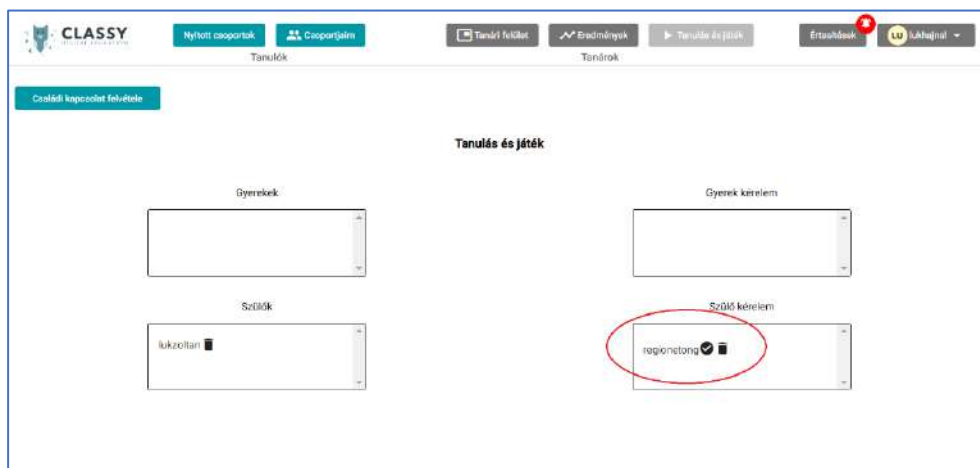 CLASSY
Nyitott csoportok
Csoportjaim
Tanulók
Tanári felület
Eredmények
Tanulás és játék
Tanárok
Értesítések
LU lukhajnal
Családi kapcsolat felvétele
Tanulás és játék
Gyerekek
Gyerek kérelem
Szülők
Szülő kérelem
lukzoltan
regionetong